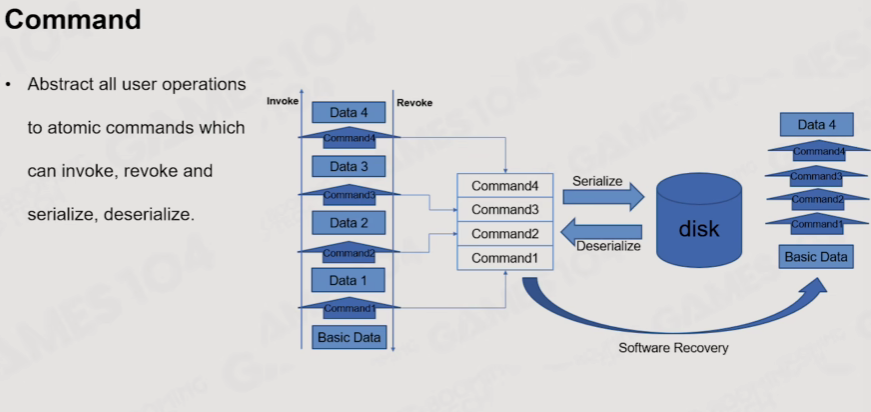 Command
• Abstract all user operations
to atomic commands which
can invoke, revoke and
serialize, deserialize.
Invoke
Revoke
Data 4
Command4
Data 3
Command3
Data 2
Command2
Data 1
Command1
Basic Data
Command4
Command3
Command2
Command1
Serialize
Deserialize
disk
Software Recovery
Data 4
Command4
Command3
Command2
Command1
Basic Data
GAMES104